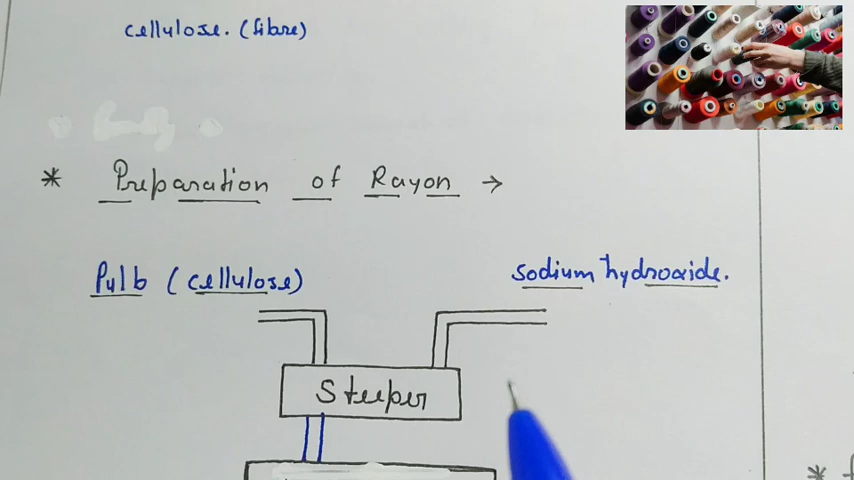 cellulose. (fibre)
* Preparation of Rayon →
Pulb (cellulose)
sodium hydroxide.
Steeper
*